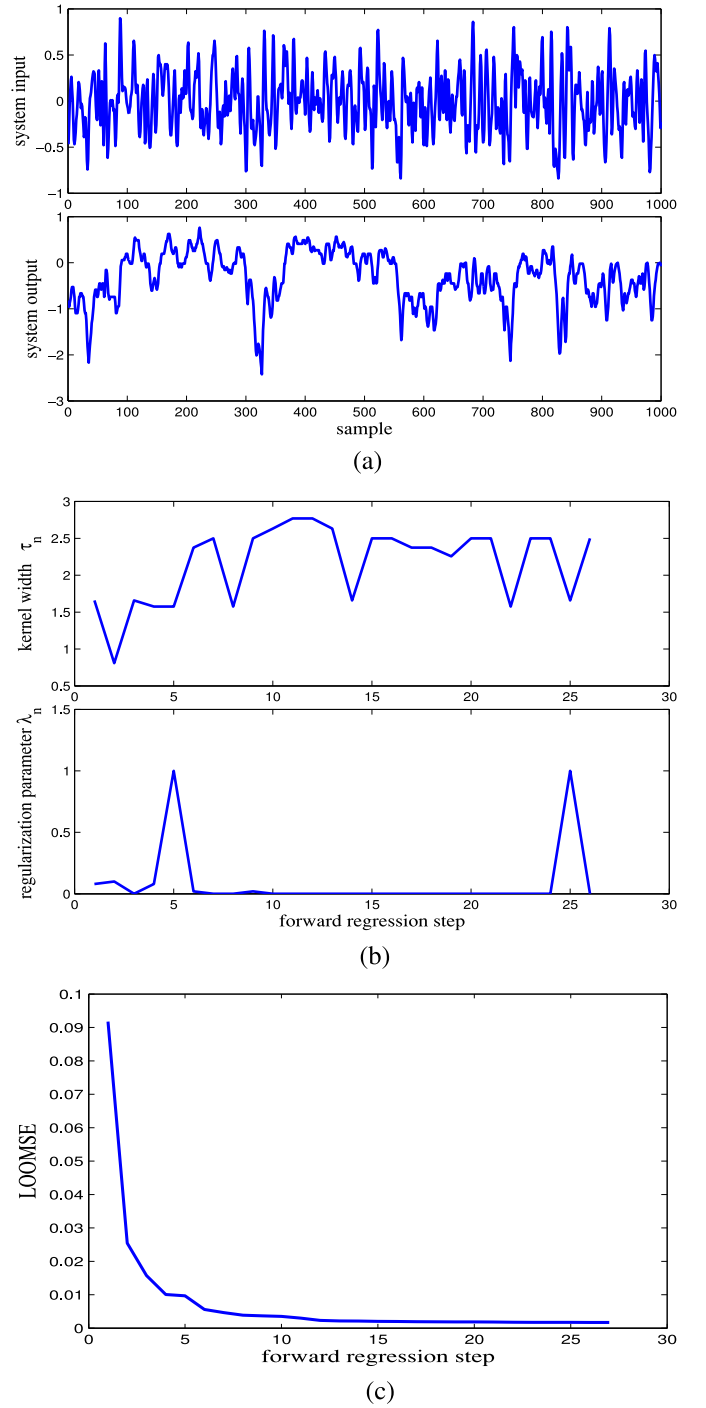 1
0.5
0
−0.5
−1
system input
0 100 200 300 400 500 600 700 800 900 1000
1
0
−1
−2
−3
system output
0 100 200 300 400 500 600 700 800 900 1000
sample
(a)
3
2.5
2
1.5
1
0.5
kernel width τn
0 5 10 15 20 25 30
1.5
1
0.5
0
regularization parameter λn
0 5 10 15 20 25 30
forward regression step
(b)
0.1
0.09
0.08
0.07
0.06
0.05
0.04
0.03
0.02
0.01
0
LOOMSE
0 5 10 15 20 25 30
forward regression step
(c)